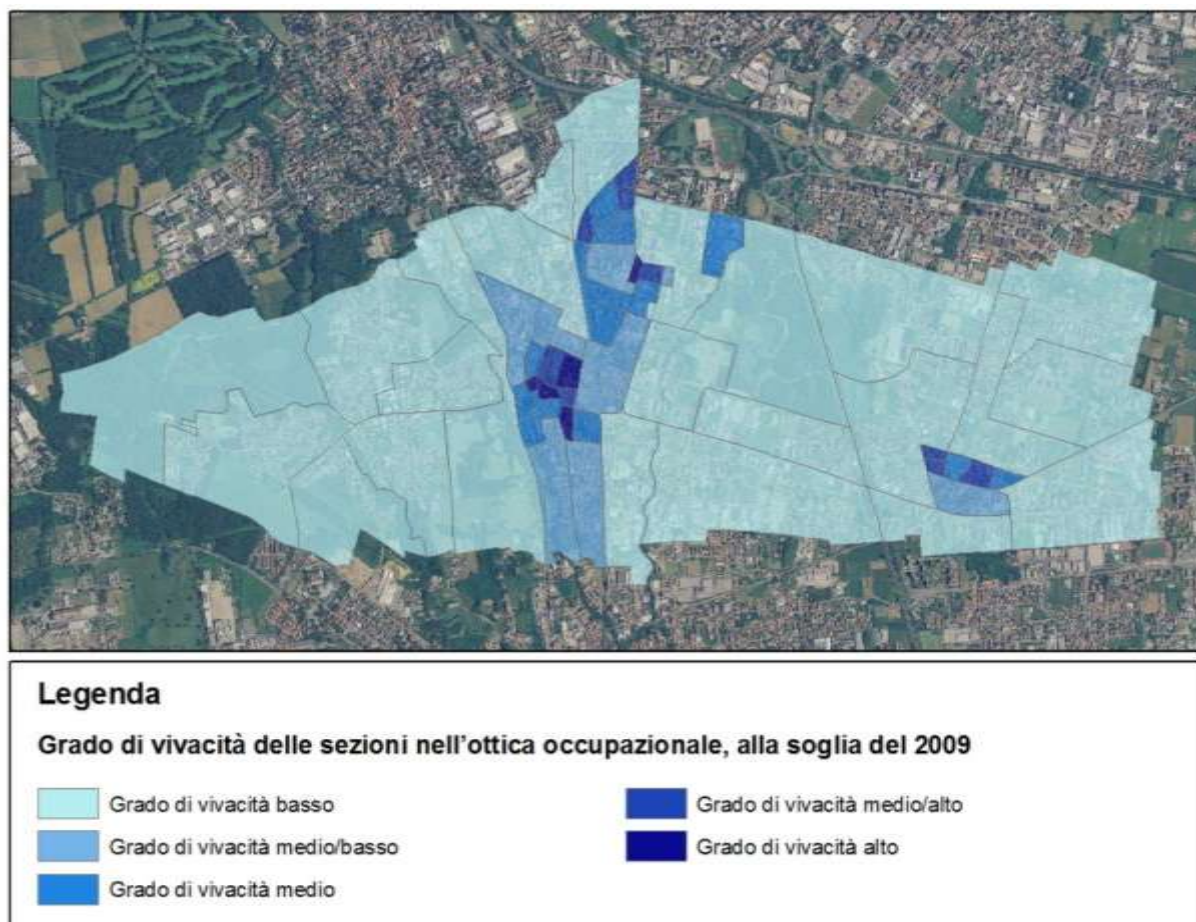 Legenda
Grado di vivacità delle sezioni nell'ottica occupazionale, alla soglia del 2009
Grado di vivacità basso
Grado di vivacità medio/basso
Grado di vivacità medio
Grado di vivacità medio/alto
Grado di vivacità alto